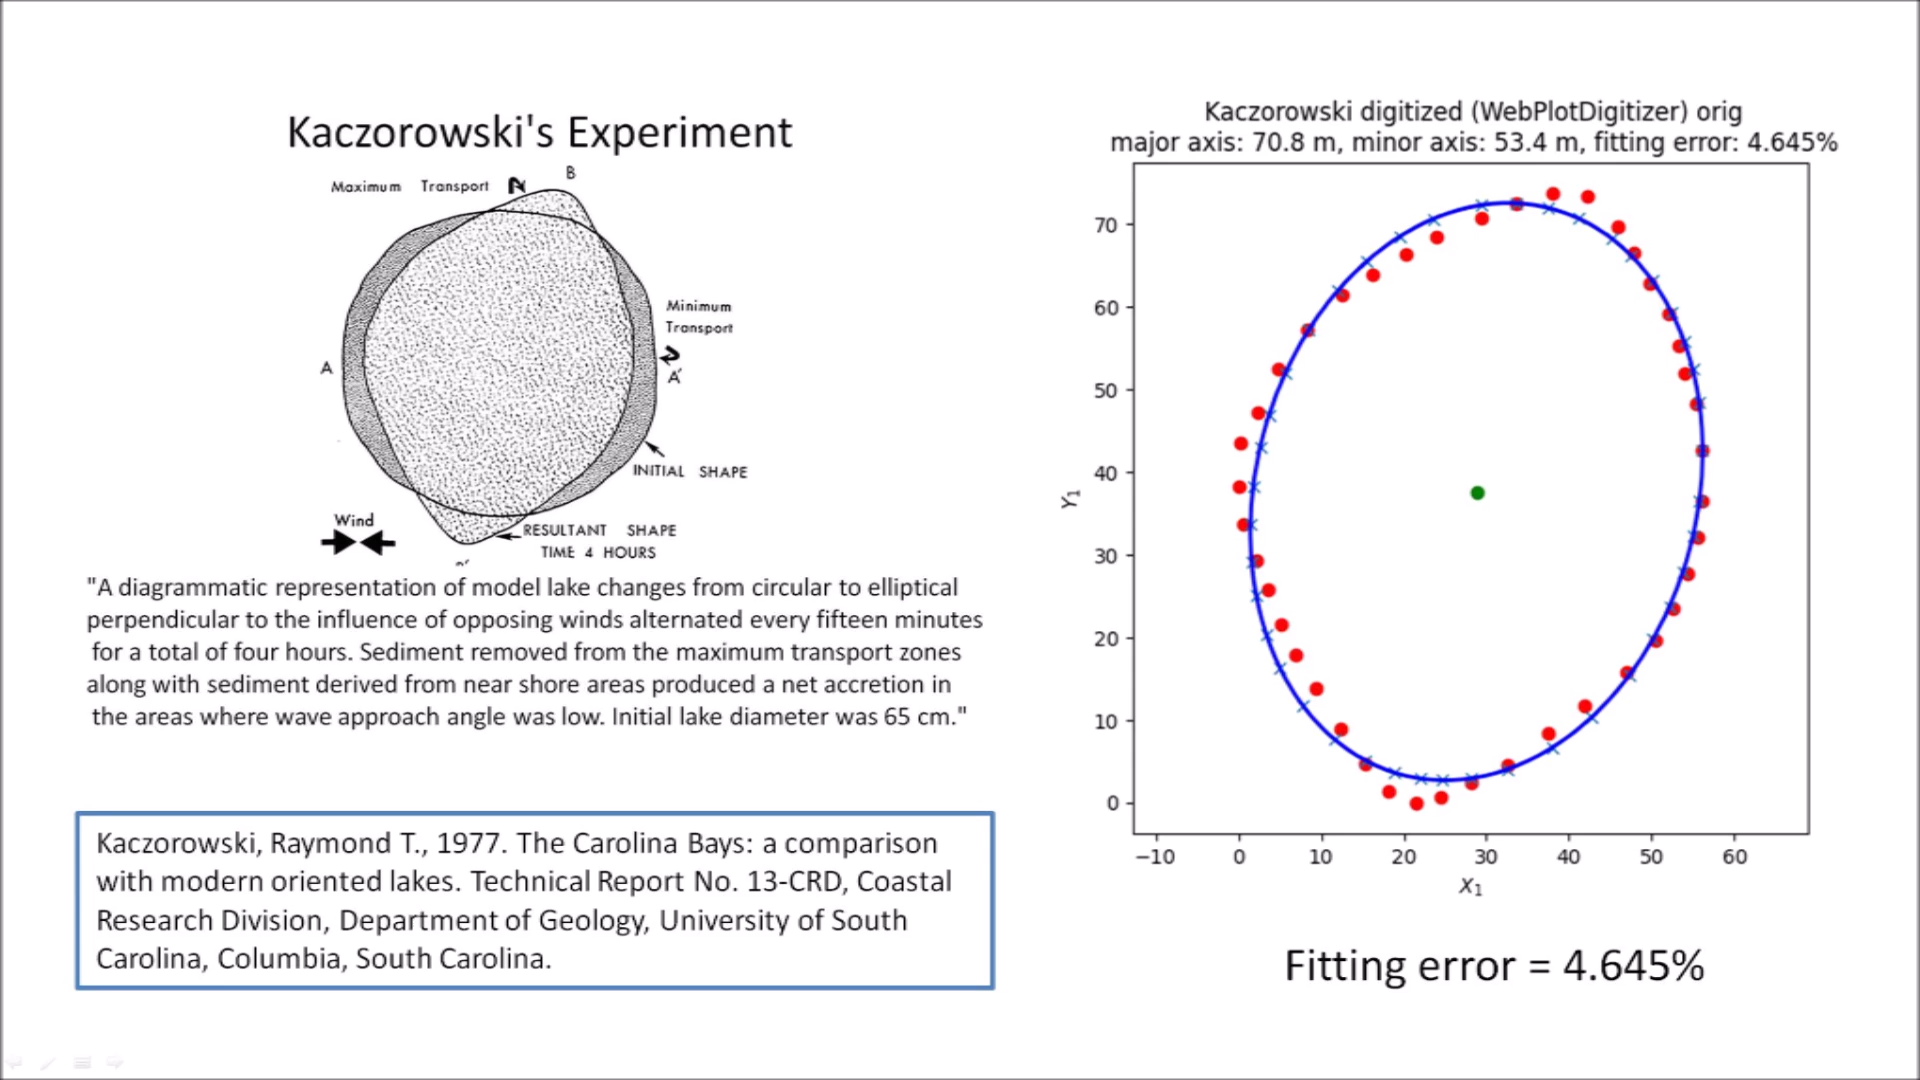 Kaczorowski's Experiment
Maximum Transport
B
Minimum
Transport
A
A'
INITIAL SHAPE
Wind
RESULTANT SHAPE
TIME 4 HOURS
"A diagrammatic representation of model lake changes from circular to elliptical
perpendicular to the influence of opposing winds alternated every fifteen minutes
for a total of four hours. Sediment removed from the maximum transport zones
along with sediment derived from near shore areas produced a net accretion in
the areas where wave approach angle was low. Initial lake diameter was 65 cm."
Kaczorowski, Raymond T., 1977. The Carolina Bays: a comparison
with modern oriented lakes. Technical Report No. 13-CRD, Coastal
Research Division, Department of Geology, University of South
Carolina, Columbia, South Carolina.
Kaczorowski digitized (WebPlotDigitizer) orig
major axis: 70.8 m, minor axis: 53.4 m, fitting error: 4.645%
70
60
50
40
30
20
10
0
Y₁
−10 0 10 20 30 40 50 60
X₁
Fitting error = 4.645%